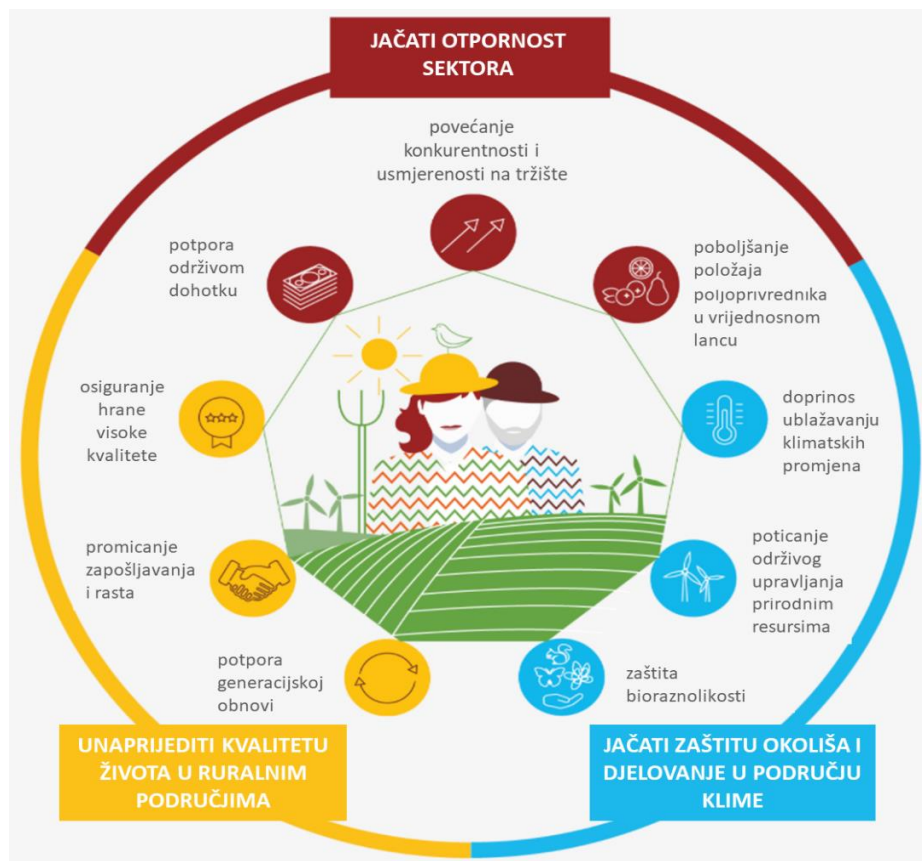 JAČATI OTPORNOST
SEKTORA
povećanje
konkurentnosti i
usmjerenosti na tržište
potpora
održivom
dohotku
poboljšanje
položaja
poljoprivrednika
u vrijednosnom
lancu
osiguranje
hrane
visoke
kvalitete
doprinos
ublažavanju
klimatskih
promjena
promicanje
zapošljavanja
i rasta
poticanje
održivog
upravljanja
prirodnim
resursima
potpora
generacijskoj
obnovi
zaštita
bioraznolikosti
UNAPRIJEDITI KVALITETU
ŽIVOTA U RURALNIM
PODRUČJIMA
JAČATI ZAŠTITU OKOLIŠA I
DJELOVANJE U PODRUČJU
KLIME